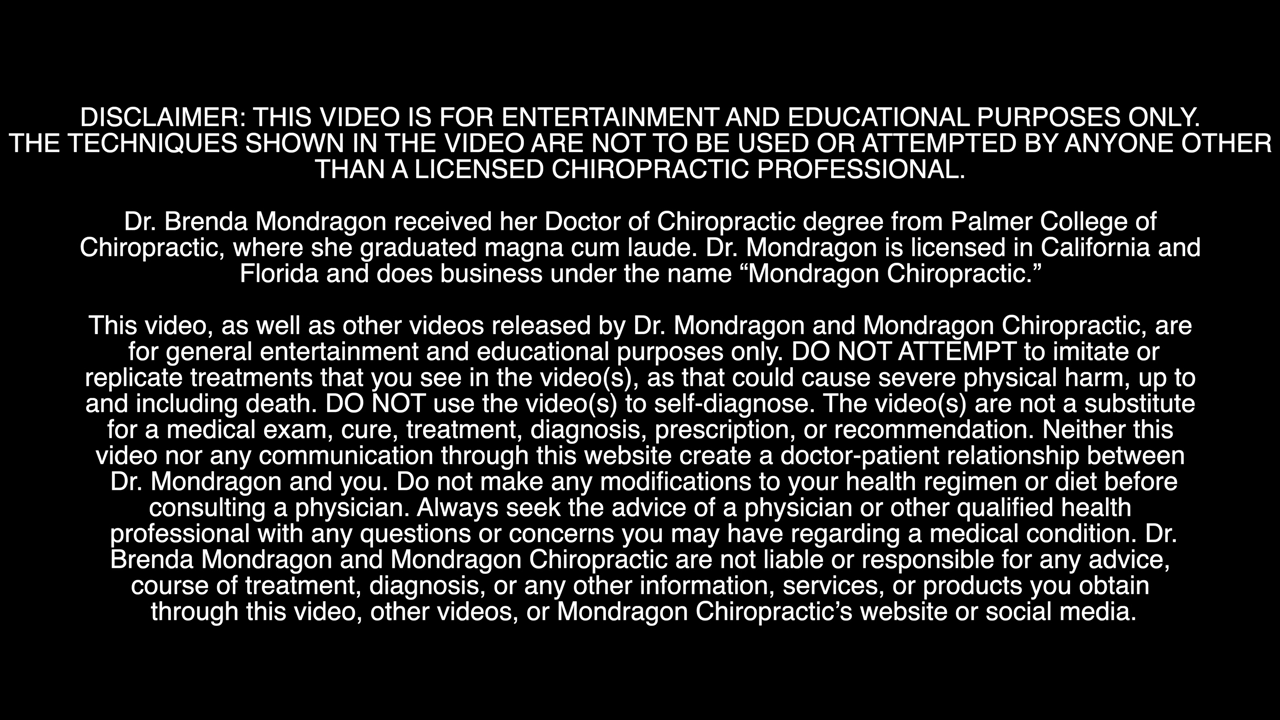 DISCLAIMER: THIS VIDEO IS FOR ENTERTAINMENT AND EDUCATIONAL PURPOSES ONLY.
THE TECHNIQUES SHOWN IN THE VIDEO ARE NOT TO BE USED OR ATTEMPTED BY ANYONE OTHER
THAN A LICENSED CHIROPRACTIC PROFESSIONAL.
Dr. Brenda Mondragon received her Doctor of Chiropractic degree from Palmer College of
Chiropractic, where she graduated magna cum laude. Dr. Mondragon is licensed in California and
Florida and does business under the name “Mondragon Chiropractic.”
This video, as well as other videos released by Dr. Mondragon and Mondragon Chiropractic, are
for general entertainment and educational purposes only. DO NOT ATTEMPT to imitate or
replicate treatments that you see in the video(s), as that could cause severe physical harm, up to
and including death. DO NOT use the video(s) to self-diagnose. The video(s) are not a substitute
for a medical exam, cure, treatment, diagnosis, prescription, or recommendation. Neither this
video nor any communication through this website create a doctor-patient relationship between
Dr. Mondragon and you. Do not make any modifications to your health regimen or diet before
consulting a physician. Always seek the advice of a physician or other qualified health
professional with any questions or concerns you may have regarding a medical condition. Dr.
Brenda Mondragon and Mondragon Chiropractic are not liable or responsible for any advice,
course of treatment, diagnosis, or any other information, services, or products you obtain
through this video, other videos, or Mondragon Chiropractic’s website or social media.